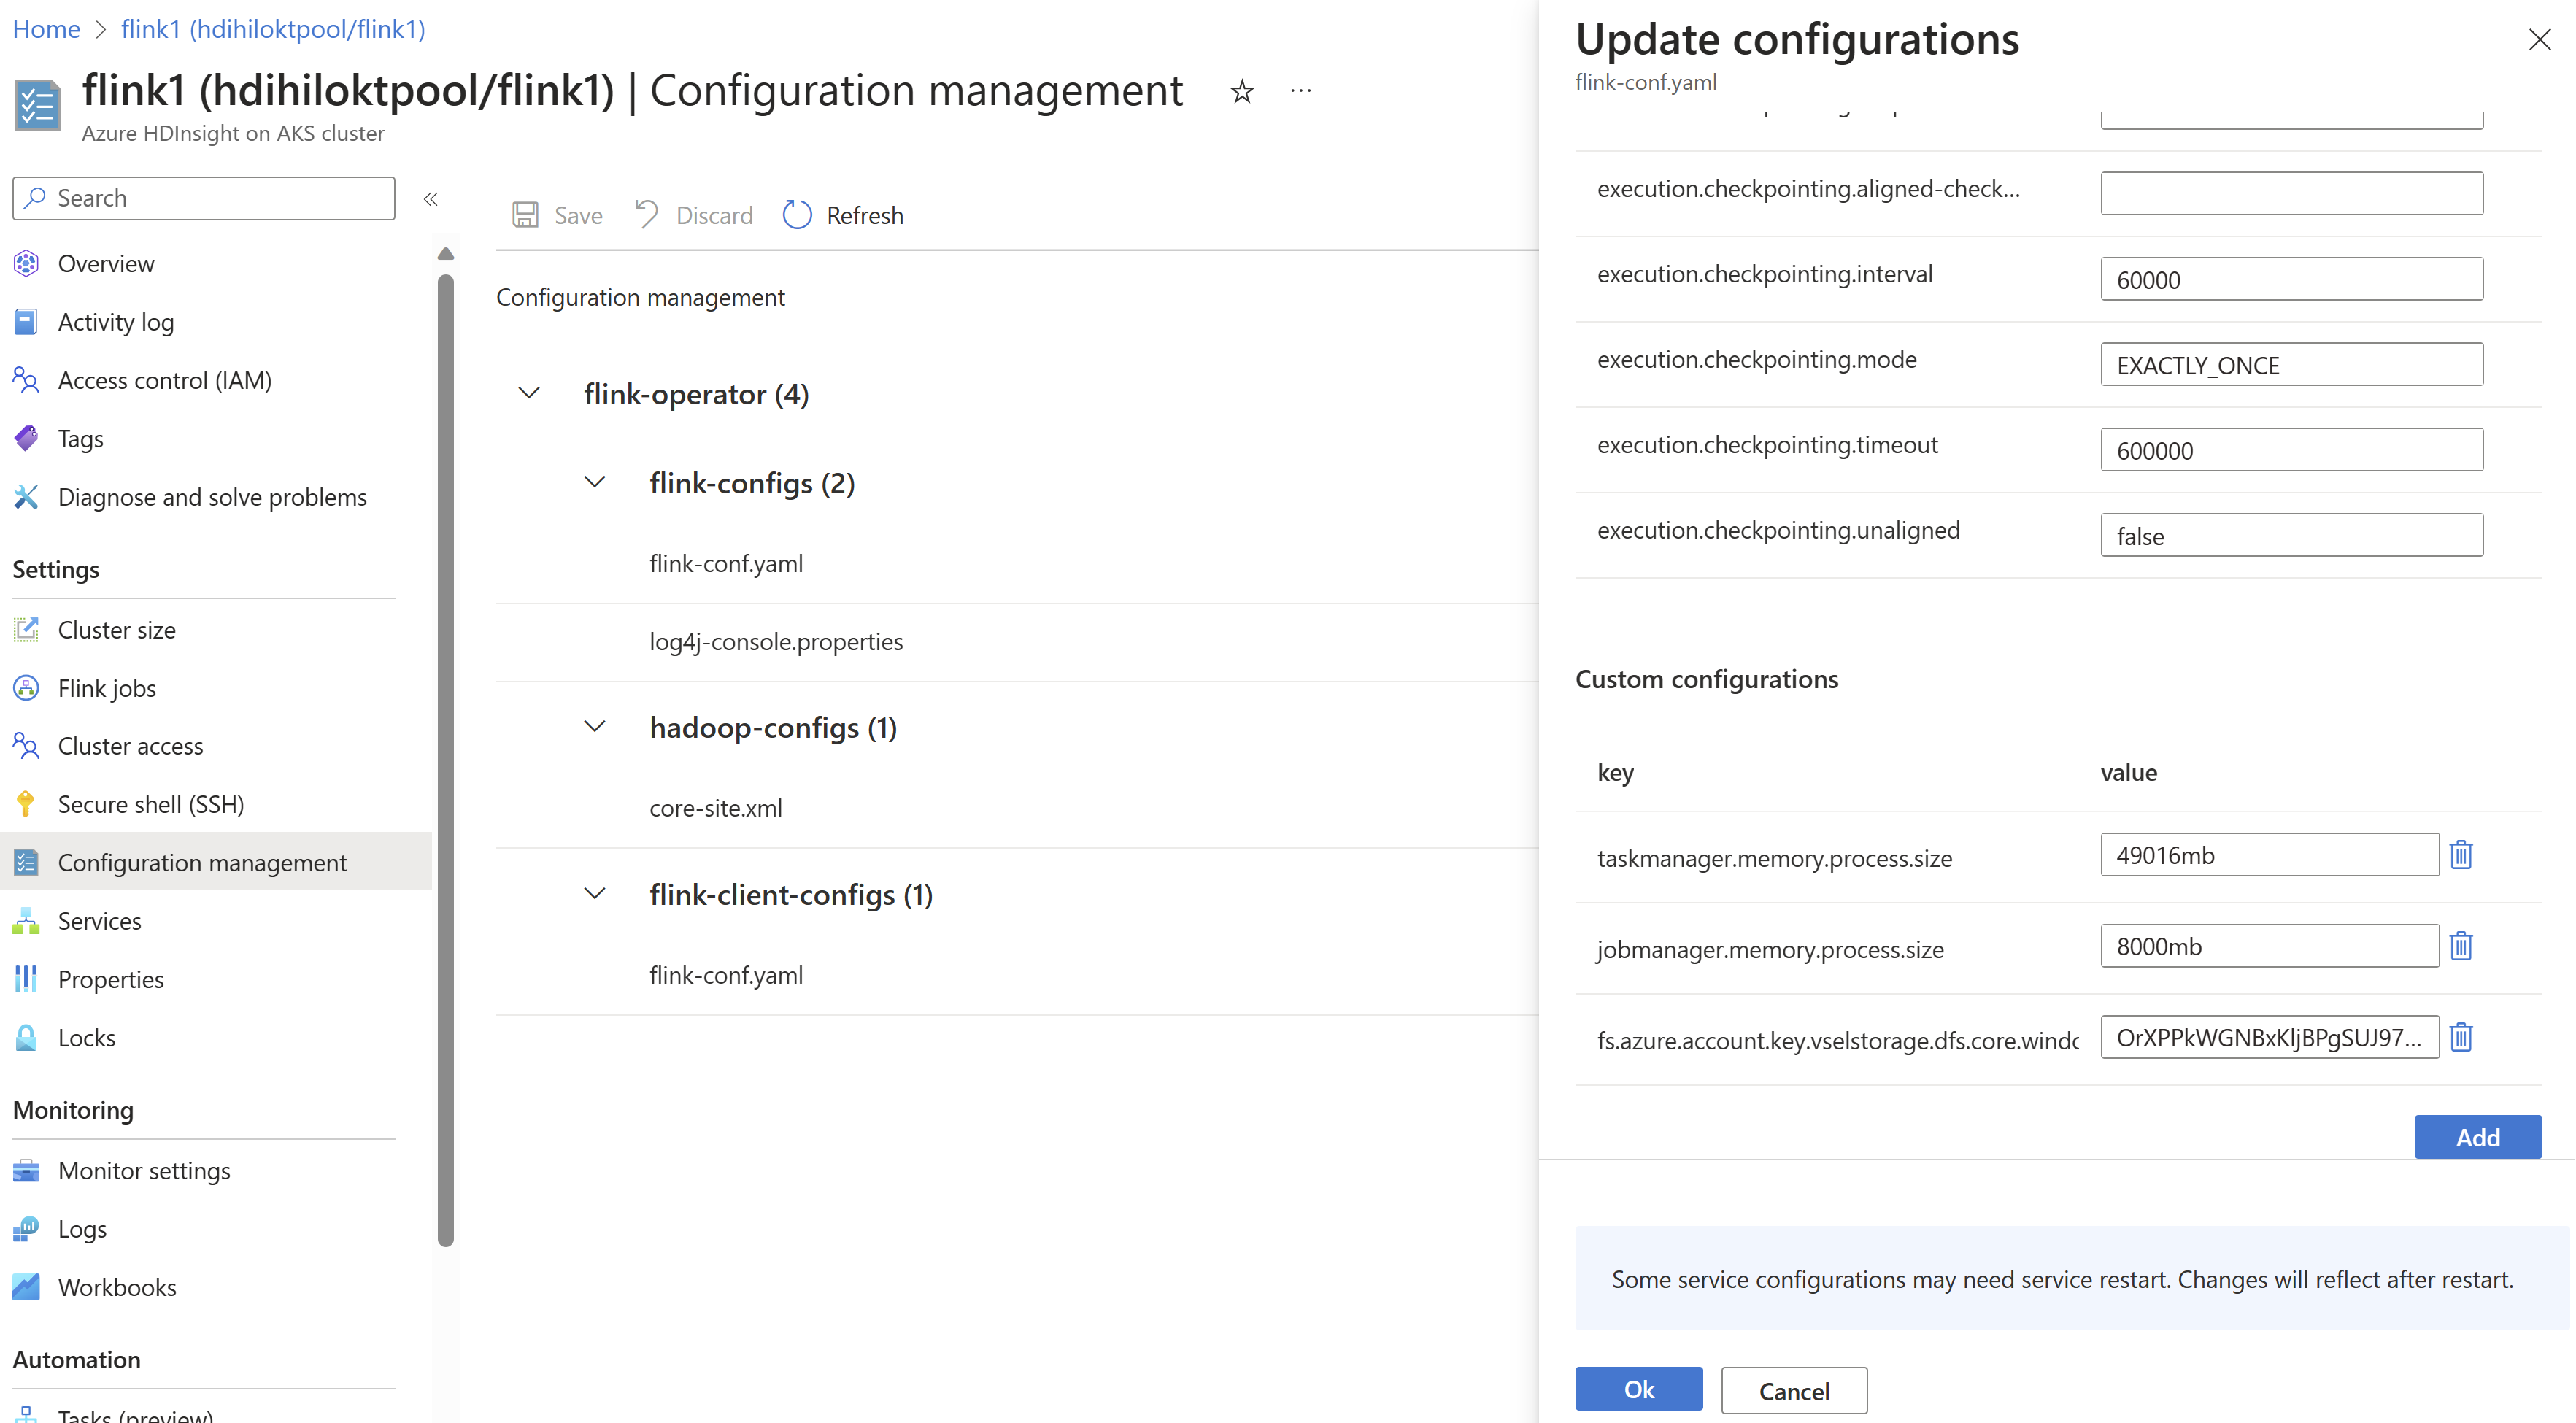 Home > flink1 (hdihiloktpool/flink1)
flink1 (hdihiloktpool/flink1) | Configuration management
Azure HDInsight on AKS cluster
Search
Overview
Activity log
Access control (IAM)
Tags
Diagnose and solve problems
Settings
Cluster size
Flink jobs
Cluster access
Secure shell (SSH)
Configuration management
Services
Properties
Locks
Monitoring
Monitor settings
Logs
Workbooks
Automation
Tasks (preview)
Save Discard Refresh
Configuration management
flink-operator (4)
flink-configs (2)
flink-conf.yaml
log4j-console.properties
hadoop-configs (1)
core-site.xml
flink-client-configs (1)
flink-conf.yaml
Update configurations
flink-conf.yaml
execution.checkpointing.aligned-check...
execution.checkpointing.interval 60000
execution.checkpointing.mode EXACTLY_ONCE
execution.checkpointing.timeout 600000
execution.checkpointing.unaligned false
Custom configurations
key value
taskmanager.memory.process.size 49016mb
jobmanager.memory.process.size 8000mb
fs.azure.account.key.vselstorage.dfs.core.windc OrXPPkWGNBxKljBPgSUJ97...
Add
Some service configurations may need service restart. Changes will reflect after restart.
Ok Cancel